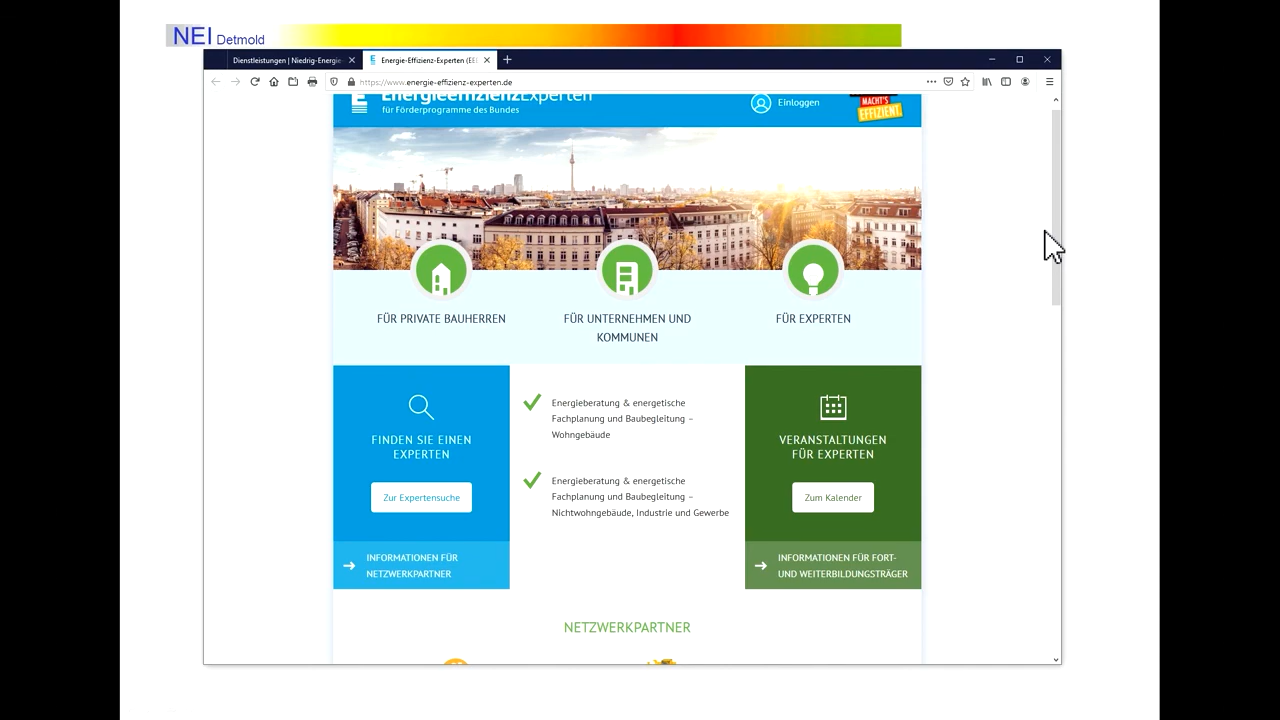 NEI Detmold
Dienstleistungen | Niedrig-Energie
Energie-Effizienz-Experten (EEE
https://www.energie-effizienz-experten.de
EnergieeffizienzExperten
für Förderprogramme des Bundes
Einloggen
MACHT'S
EFFIZIENT
FÜR PRIVATE BAUHERREN
FÜR UNTERNEHMEN UND
KOMMUNEN
FÜR EXPERTEN
FINDEN SIE EINEN
EXPERTEN
Zur Expertensuche
INFORMATIONEN FÜR
NETZWERKPARTNER
Energieberatung & energetische
Fachplanung und Baubegleitung –
Wohngebäude
Energieberatung & energetische
Fachplanung und Baubegleitung –
Nichtwohngebäude, Industrie und Gewerbe
VERANSTALTUNGEN
FÜR EXPERTEN
Zum Kalender
INFORMATIONEN FÜR FORT-
UND WEITERBILDUNGSTRÄGER
NETZWERKPARTNER